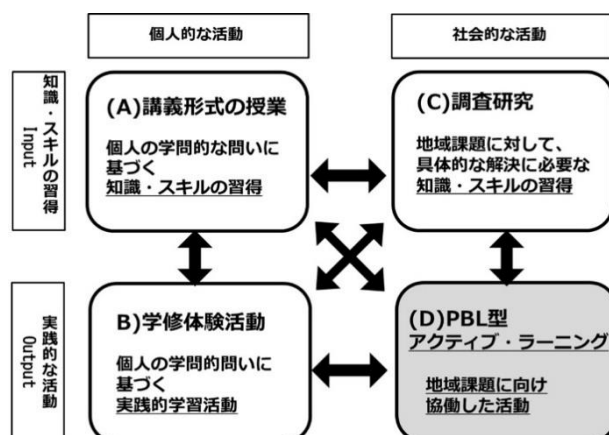 個人的な活動
社会的な活動
知識・スキルの習得
Input
(A)講義形式の授業
個人の学問的な問いに
基づく
知識・スキルの習得
(C)調査研究
地域課題に対して、
具体的な解決に必要な
知識・スキルの習得
実践的な活動
Output
B)学修体験活動
個人の学問的問いに
基づく
実践的学習活動
(D)PBL型
アクティブ・ラーニング
地域課題に向け
協働した活動